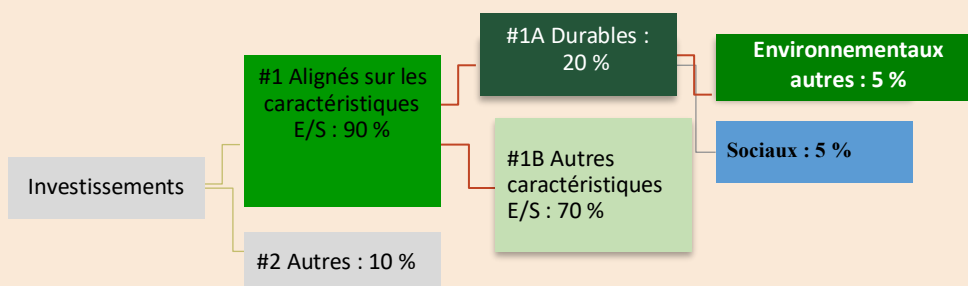 Investissements
#1 Alignés sur les
caractéristiques
E/S : 90 %
#2 Autres : 10 %
#1A Durables :
20 %
#1B Autres
caractéristiques
E/S : 70 %
Environnementaux
autres : 5 %
Sociaux : 5 %